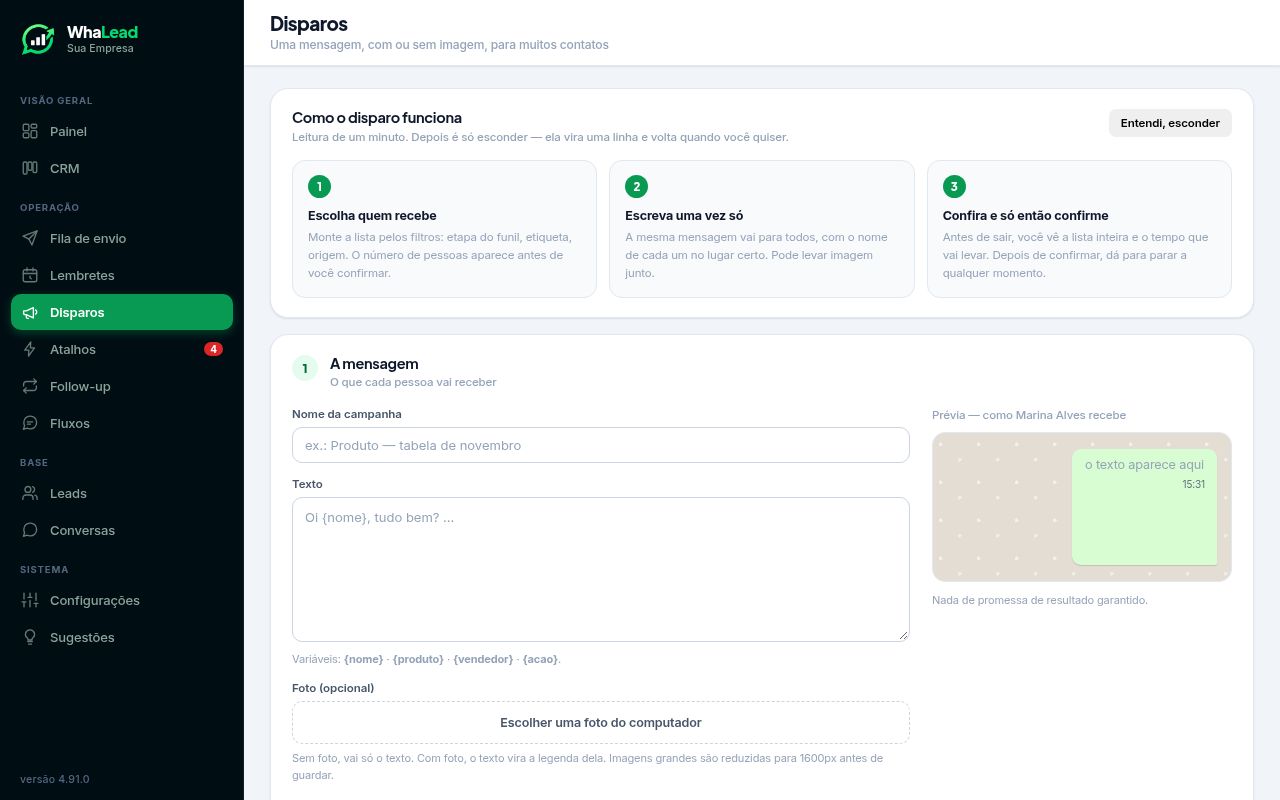 WhaLead
Sua Empresa
VISÃO GERAL
Painel
CRM
OPERAÇÃO
Fila de envio
Lembretes
Disparos
Atalhos
4
Follow-up
Fluxos
BASE
Leads
Conversas
SISTEMA
Configurações
Sugestões
versão 4.91.0
Disparos
Uma mensagem, com ou sem imagem, para muitos contatos
Como o disparo funciona
Leitura de um minuto. Depois é só esconder — ela vira uma linha e volta quando você quiser.
Entendi, esconder
1
Escolha quem recebe
Monte a lista pelos filtros: etapa do funil, etiqueta,
origem. O número de pessoas aparece antes de
você confirmar.
2
Escreva uma vez só
A mesma mensagem vai para todos, com o nome
de cada um no lugar certo. Pode levar imagem
junto.
3
Confira e só então confirme
Antes de sair, você vê a lista inteira e o tempo que
vai levar. Depois de confirmar, dá para parar a
qualquer momento.
1
A mensagem
O que cada pessoa vai receber
Nome da campanha
ex.: Produto — tabela de novembro
Texto
Oi {nome}, tudo bem? ...
Variáveis: {nome} · {produto} · {vendedor} · {acao}.
Foto (opcional)
Escolher uma foto do computador
Sem foto, vai só o texto. Com foto, o texto vira a legenda dela. Imagens grandes são reduzidas para 1600px antes de
guardar.
Prévia — como Marina Alves recebe
o texto aparece aqui
15:31
Nada de promessa de resultado garantido.